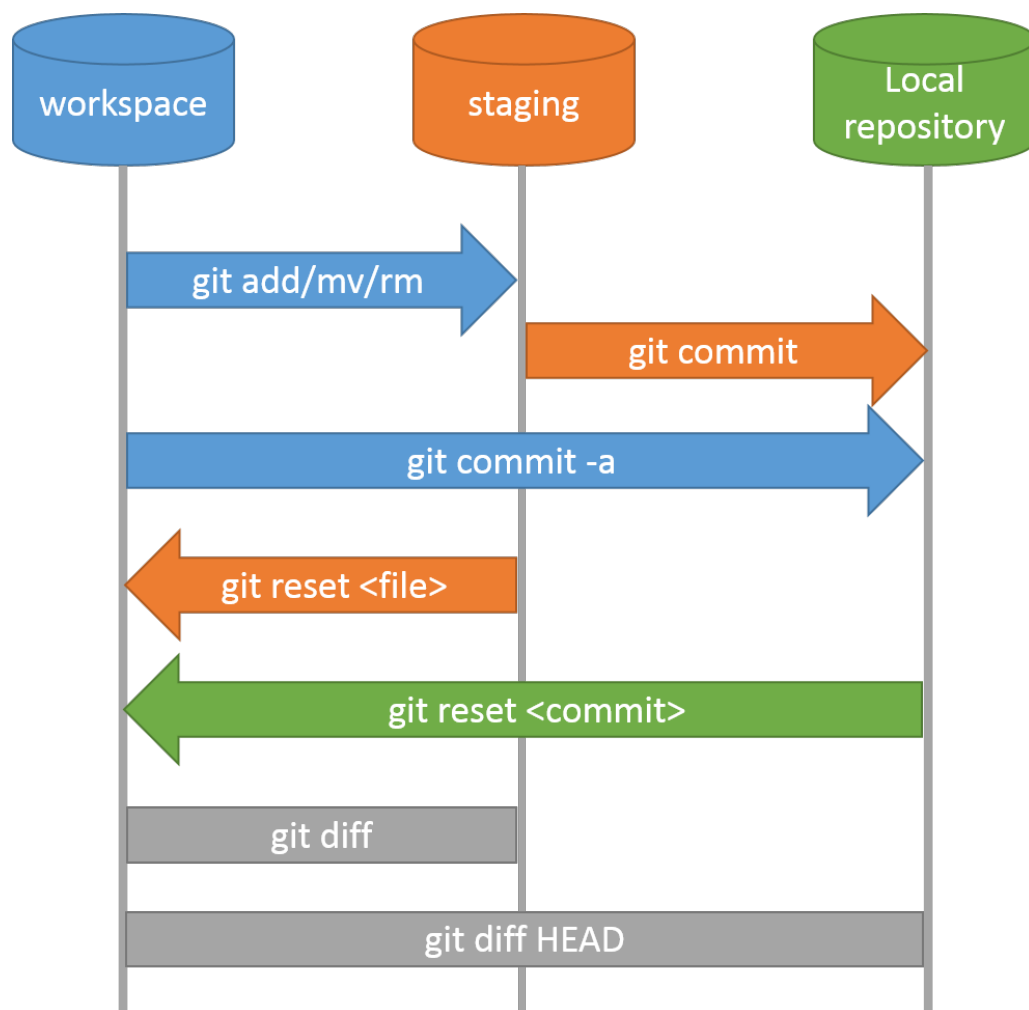 workspace
staging
Local
repository
git add/mv/rm
git commit
git commit -a
git reset <file>
git reset <commit>
git diff
git diff HEAD